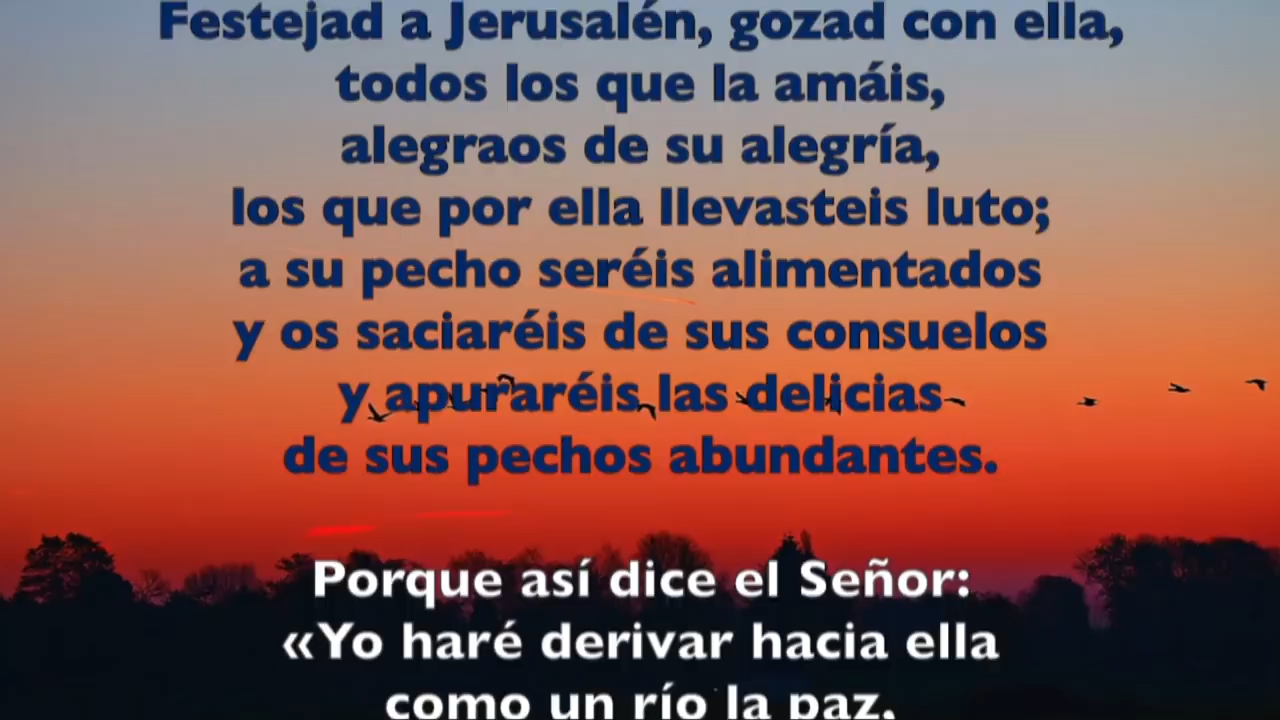 Festejad a Jerusalén, gozad con ella,
todos los que la amáis,
alegraos de su alegría,
los que por ella llevasteis luto;
a su pecho seréis alimentados
y os saciaréis de sus consuelos
y apuraréis las delicias
de sus pechos abundantes.
Porque así dice el Señor:
«Yo haré derivar hacia ella
como un río la paz,